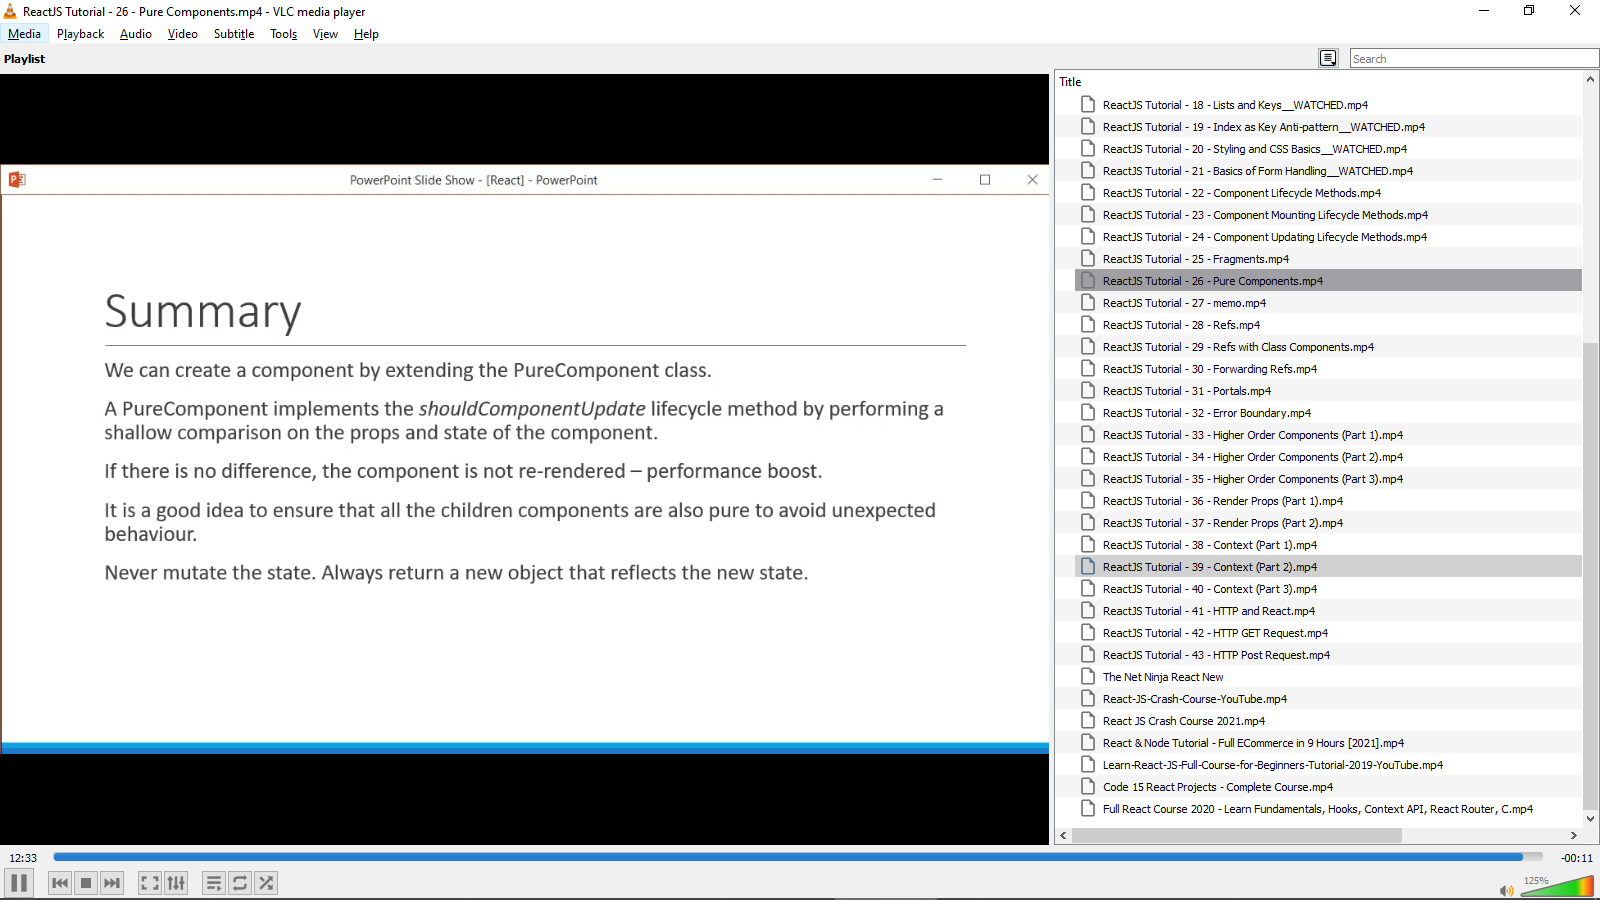 ReactJS Tutorial - 26 - Pure Components.mp4 - VLC media player
Media Playback Audio Video Subtitle Tools View Help
Playlist
Search
PowerPoint Slide Show - [React] - PowerPoint
Summary
We can create a component by extending the PureComponent class.
A PureComponent implements the shouldComponentUpdate lifecycle method by performing a
shallow comparison on the props and state of the component.
If there is no difference, the component is not re-rendered – performance boost.
It is a good idea to ensure that all the children components are also pure to avoid unexpected
behaviour.
Never mutate the state. Always return a new object that reflects the new state.
Title
ReactJS Tutorial - 18 - Lists and Keys__WATCHED.mp4
ReactJS Tutorial - 19 - Index as Key Anti-pattern__WATCHED.mp4
ReactJS Tutorial - 20 - Styling and CSS Basics__WATCHED.mp4
ReactJS Tutorial - 21 - Basics of Form Handling__WATCHED.mp4
ReactJS Tutorial - 22 - Component Lifecycle Methods.mp4
ReactJS Tutorial - 23 - Component Mounting Lifecycle Methods.mp4
ReactJS Tutorial - 24 - Component Updating Lifecycle Methods.mp4
ReactJS Tutorial - 25 - Fragments.mp4
ReactJS Tutorial - 26 - Pure Components.mp4
ReactJS Tutorial - 27 - memo.mp4
ReactJS Tutorial - 28 - Refs.mp4
ReactJS Tutorial - 29 - Refs with Class Components.mp4
ReactJS Tutorial - 30 - Forwarding Refs.mp4
ReactJS Tutorial - 31 - Portals.mp4
ReactJS Tutorial - 32 - Error Boundary.mp4
ReactJS Tutorial - 33 - Higher Order Components (Part 1).mp4
ReactJS Tutorial - 34 - Higher Order Components (Part 2).mp4
ReactJS Tutorial - 35 - Higher Order Components (Part 3).mp4
ReactJS Tutorial - 36 - Render Props (Part 1).mp4
ReactJS Tutorial - 37 - Render Props (Part 2).mp4
ReactJS Tutorial - 38 - Context (Part 1).mp4
ReactJS Tutorial - 39 - Context (Part 2).mp4
ReactJS Tutorial - 40 - Context (Part 3).mp4
ReactJS Tutorial - 41 - HTTP and React.mp4
ReactJS Tutorial - 42 - HTTP GET Request.mp4
ReactJS Tutorial - 43 - HTTP Post Request.mp4
The Net Ninja React New
React-JS-Crash-Course-YouTube.mp4
React JS Crash Course 2021.mp4
React & Node Tutorial - Full ECommerce in 9 Hours [2021].mp4
Learn-React-JS-Full-Course-for-Beginners-Tutorial-2019-YouTube.mp4
Code 15 React Projects - Complete Course.mp4
Full React Course 2020 - Learn Fundamentals, Hooks, Context API, React Router, C.mp4
12:33
-00:11
125%